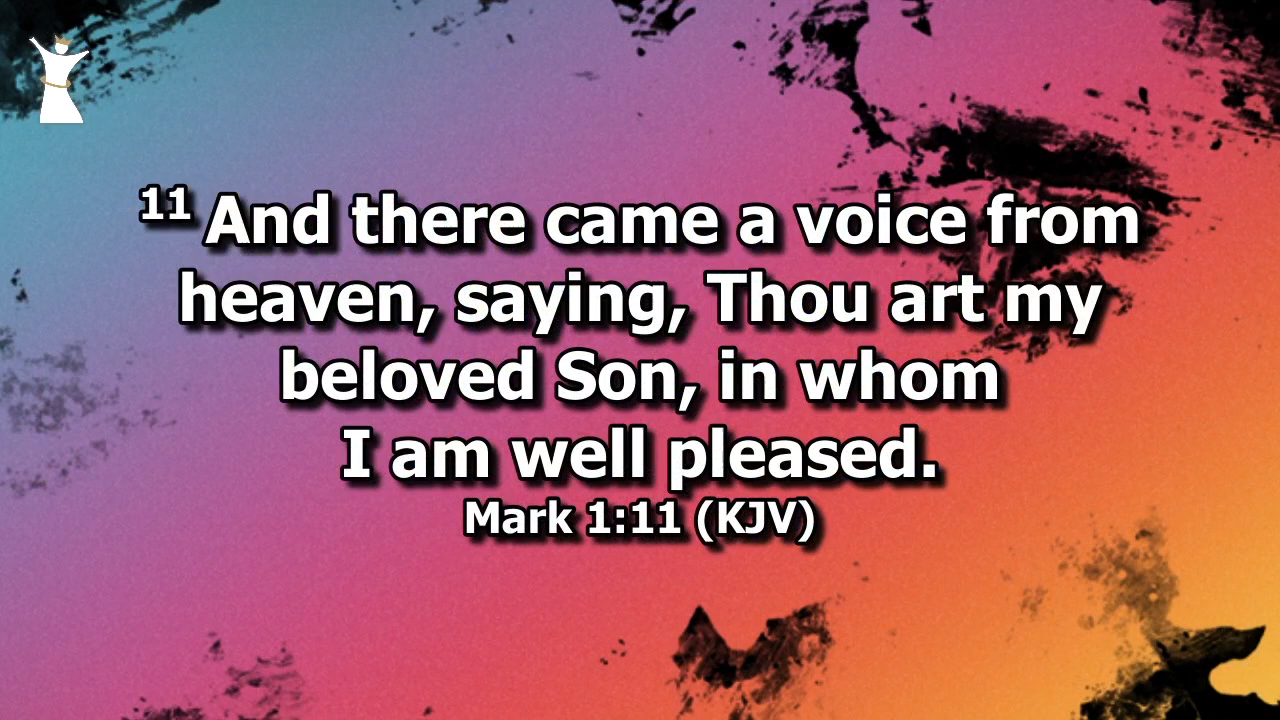 11 And there came a voice from
heaven, saying, Thou art my
beloved Son, in whom
I am well pleased.
Mark 1:11 (KJV)